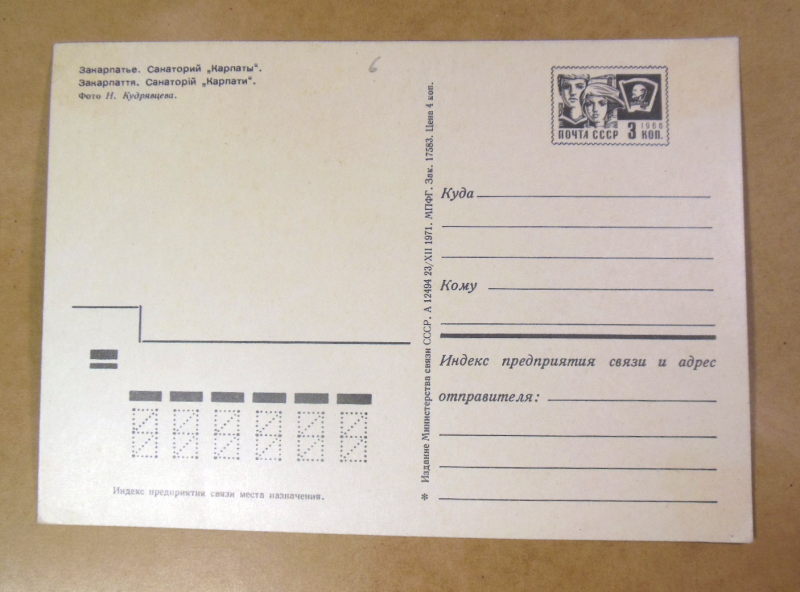 Закарпатье. Санаторий „Карпаты“.
Закарпаття. Санаторій „Карпати“.
Фото Н. Кудрявцева.
6
ПОЧТА СССР 3 1966 КОП.
Куда
Кому
Индекс предприятия связи и адрес
отправителя:
* Издание Министерства связи СССР. А 12494 23/XII 1971. МПФГ. Зак. 17583. Цена 4 коп.
Индекс предприятия связи места назначения.